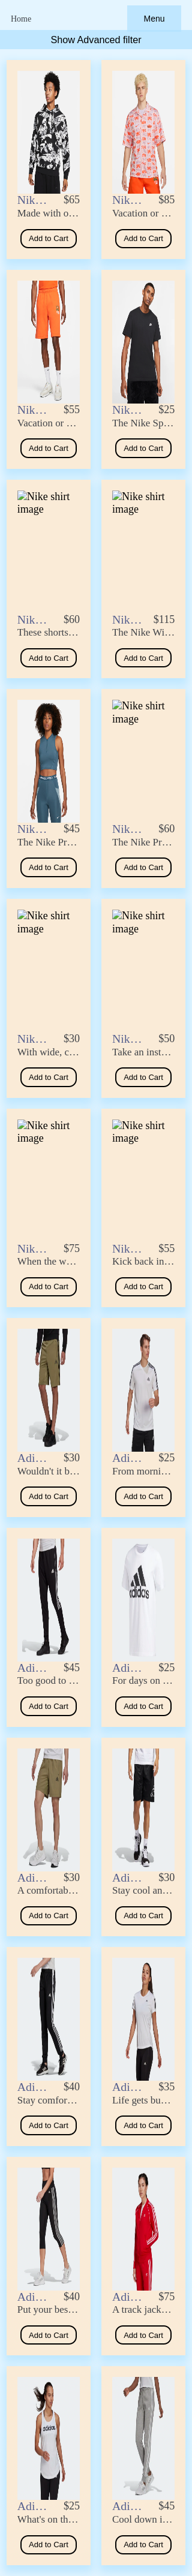 Home Menu
Show Advanced filter
Nik... $65 Nik... $85
Made with o... Vacation or ...
Add to Cart Add to Cart
Nik... $55 Nik... $25
Vacation or ... The Nike Sp...
Add to Cart Add to Cart
Nike shirt Nike shirt
image image
Nik... $60 Nik... $115
These shorts... The Nike Wi...
Add to Cart Add to Cart
Nike shirt
image
Nik... $45 Nik... $60
The Nike Pr... The Nike Pr...
Add to Cart Add to Cart
Nike shirt Nike shirt
image image
Nik... $30 Nik... $50
With wide, c... Take an inst...
Add to Cart Add to Cart
Nike shirt Nike shirt
image image
Nik... $75 Nik... $55
When the w... Kick back in...
Add to Cart Add to Cart
Adi... $30 Adi... $25
Wouldn't it b... From morni...
Add to Cart Add to Cart
adidas
Adi... $45 Adi... $25
Too good to ... For days on ...
Add to Cart Add to Cart
Adi... $30 Adi... $30
A comfortab... Stay cool an...
Add to Cart Add to Cart
Adi... $40 Adi... $35
Stay comfor... Life gets bu...
Add to Cart Add to Cart
Adi... $40 Adi... $75
Put your bes... A track jack...
Add to Cart Add to Cart
adidas
Adi... $25 Adi... $45
What's on th... Cool down i...
Add to Cart Add to Cart